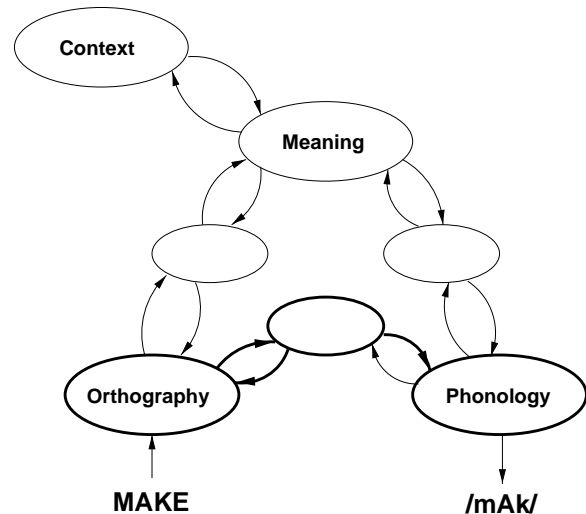 Context
Meaning
Orthography
Phonology
MAKE
/mAk/